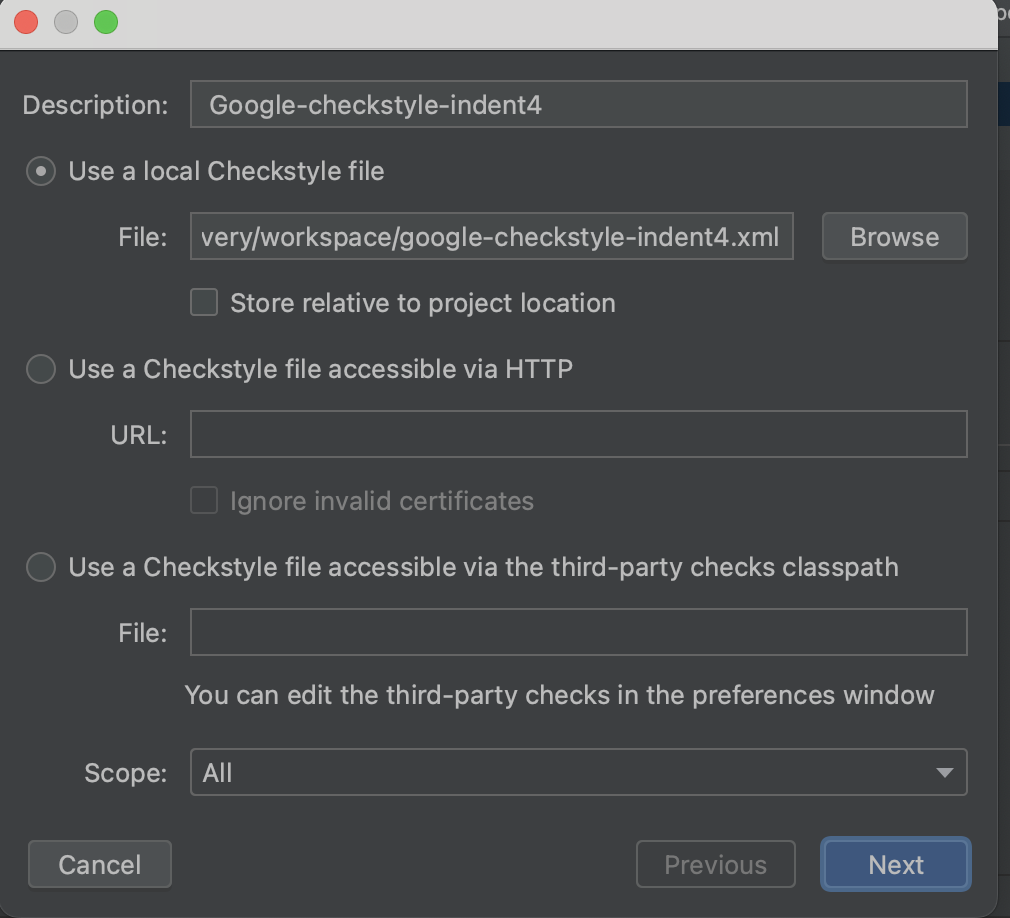 Description: Google-checkstyle-indent4
Use a local Checkstyle file
File: very/workspace/google-checkstyle-indent4.xml Browse
Store relative to project location
Use a Checkstyle file accessible via HTTP
URL:
Ignore invalid certificates
Use a Checkstyle file accessible via the third-party checks classpath
File:
You can edit the third-party checks in the preferences window
Scope: All
Cancel Previous Next